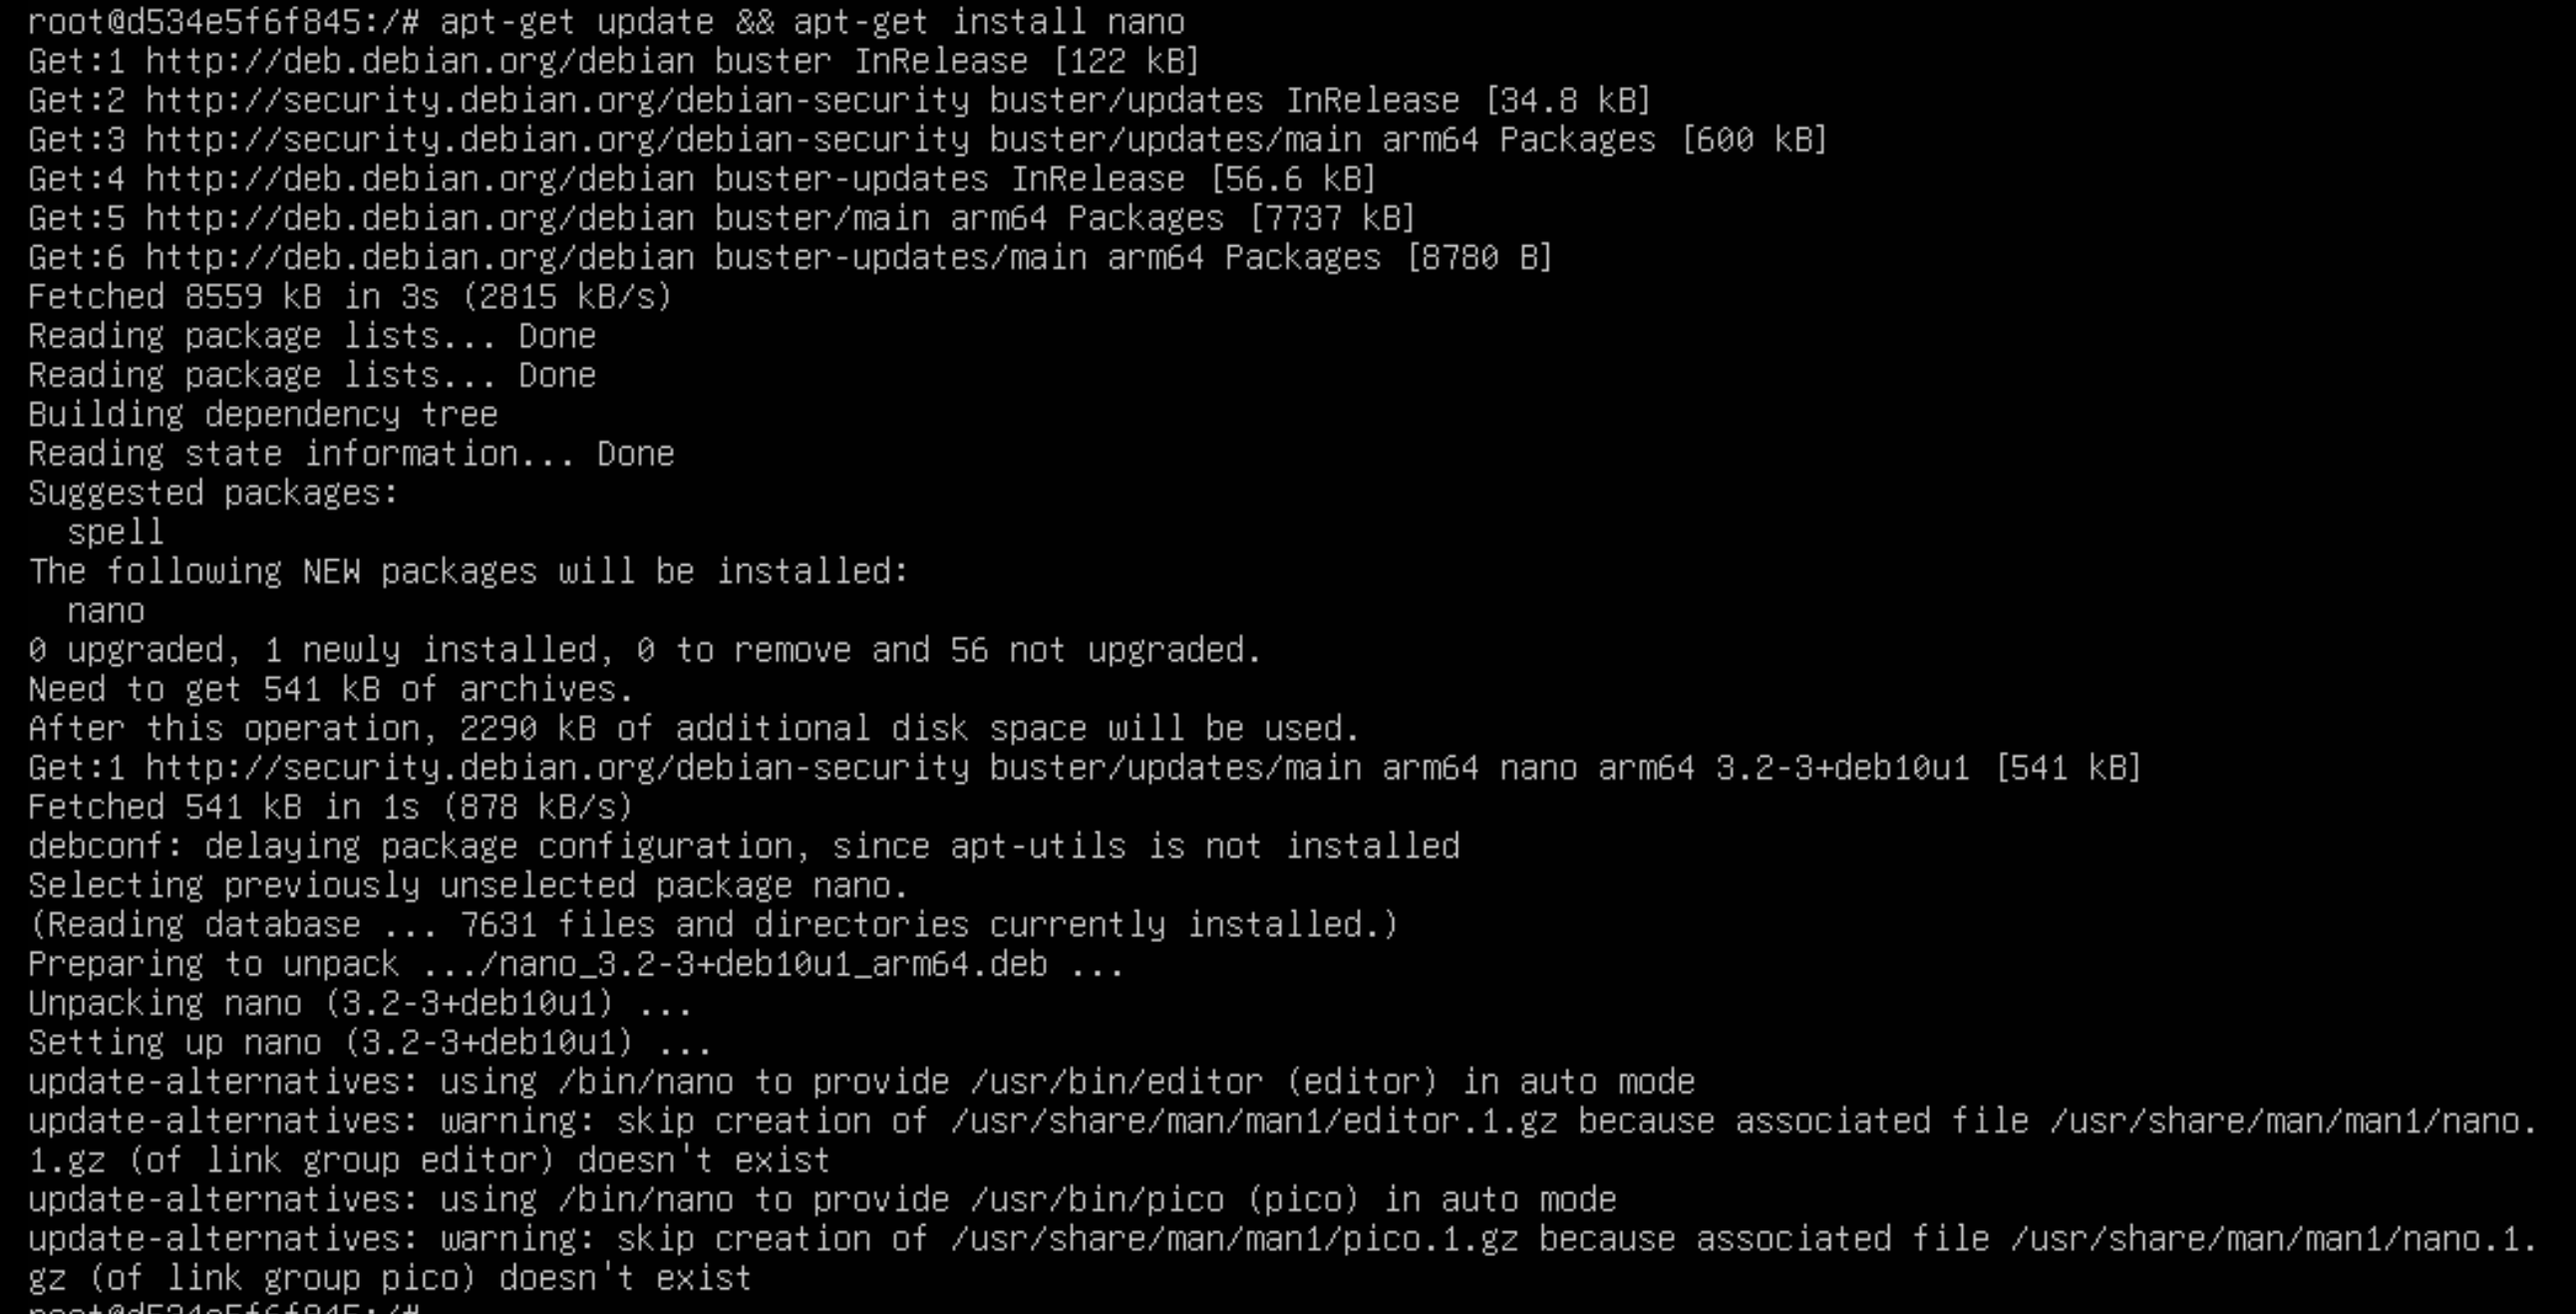 root@d534e5f6f845:/# apt-get update && apt-get install nano
Get:1 http://deb.debian.org/debian buster InRelease [122 kB]
Get:2 http://security.debian.org/debian-security buster/updates InRelease [34.8 kB]
Get:3 http://security.debian.org/debian-security buster/updates/main arm64 Packages [600 kB]
Get:4 http://deb.debian.org/debian buster-updates InRelease [56.6 kB]
Get:5 http://deb.debian.org/debian buster/main arm64 Packages [7737 kB]
Get:6 http://deb.debian.org/debian buster-updates/main arm64 Packages [8780 B]
Fetched 8559 kB in 3s (2815 kB/s)
Reading package lists... Done
Reading package lists... Done
Building dependency tree
Reading state information... Done
Suggested packages:
  spell
The following NEW packages will be installed:
  nano
0 upgraded, 1 newly installed, 0 to remove and 56 not upgraded.
Need to get 541 kB of archives.
After this operation, 2290 kB of additional disk space will be used.
Get:1 http://security.debian.org/debian-security buster/updates/main arm64 nano arm64 3.2-3+deb10u1 [541 kB]
Fetched 541 kB in 1s (878 kB/s)
debconf: delaying package configuration, since apt-utils is not installed
Selecting previously unselected package nano.
(Reading database ... 7631 files and directories currently installed.)
Preparing to unpack .../nano_3.2-3+deb10u1_arm64.deb ...
Unpacking nano (3.2-3+deb10u1) ...
Setting up nano (3.2-3+deb10u1) ...
update-alternatives: using /bin/nano to provide /usr/bin/editor (editor) in auto mode
update-alternatives: warning: skip creation of /usr/share/man/man1/editor.1.gz because associated file /usr/share/man/man1/nano.
1.gz (of link group editor) doesn't exist
update-alternatives: using /bin/nano to provide /usr/bin/pico (pico) in auto mode
update-alternatives: warning: skip creation of /usr/share/man/man1/pico.1.gz because associated file /usr/share/man/man1/nano.1.
gz (of link group pico) doesn't exist
root@d534e5f6f845:/#